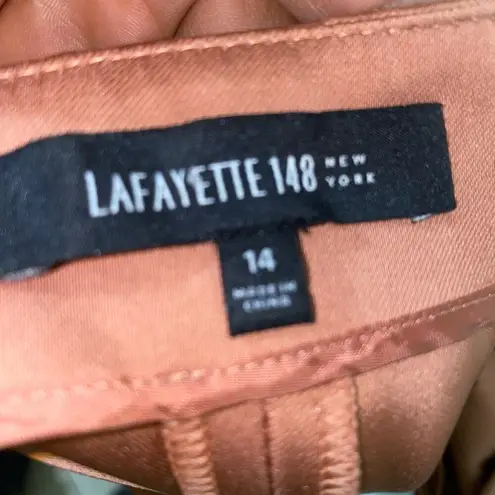 LAFAYETTE 148 NEW YORK
14
MADE IN
CHINA